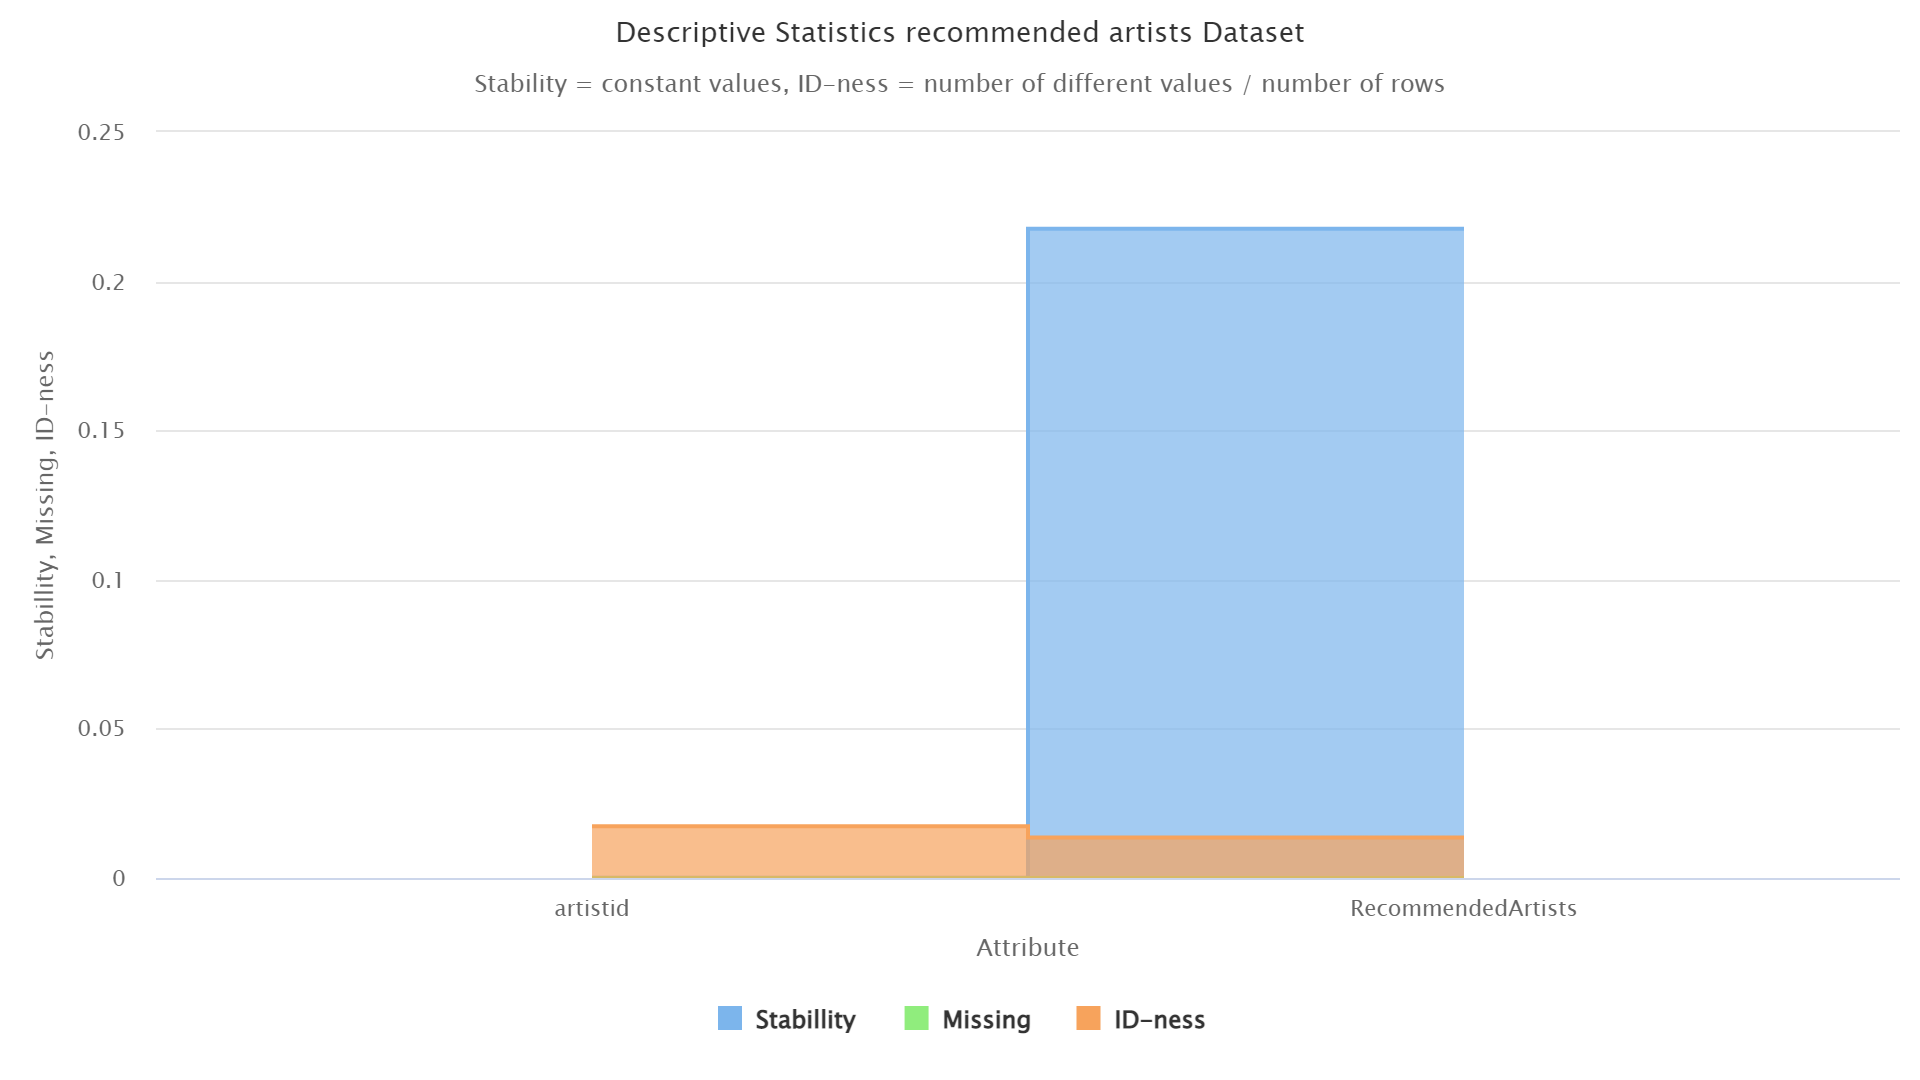 Descriptive Statistics recommended artists Dataset
Stability = constant values, ID-ness = number of different values / number of rows
0.25
0.2
0.15
0.1
0.05
0
Stabillity, Missing, ID-ness
artistid
RecommendedArtists
Attribute
Stabillity
Missing
ID-ness